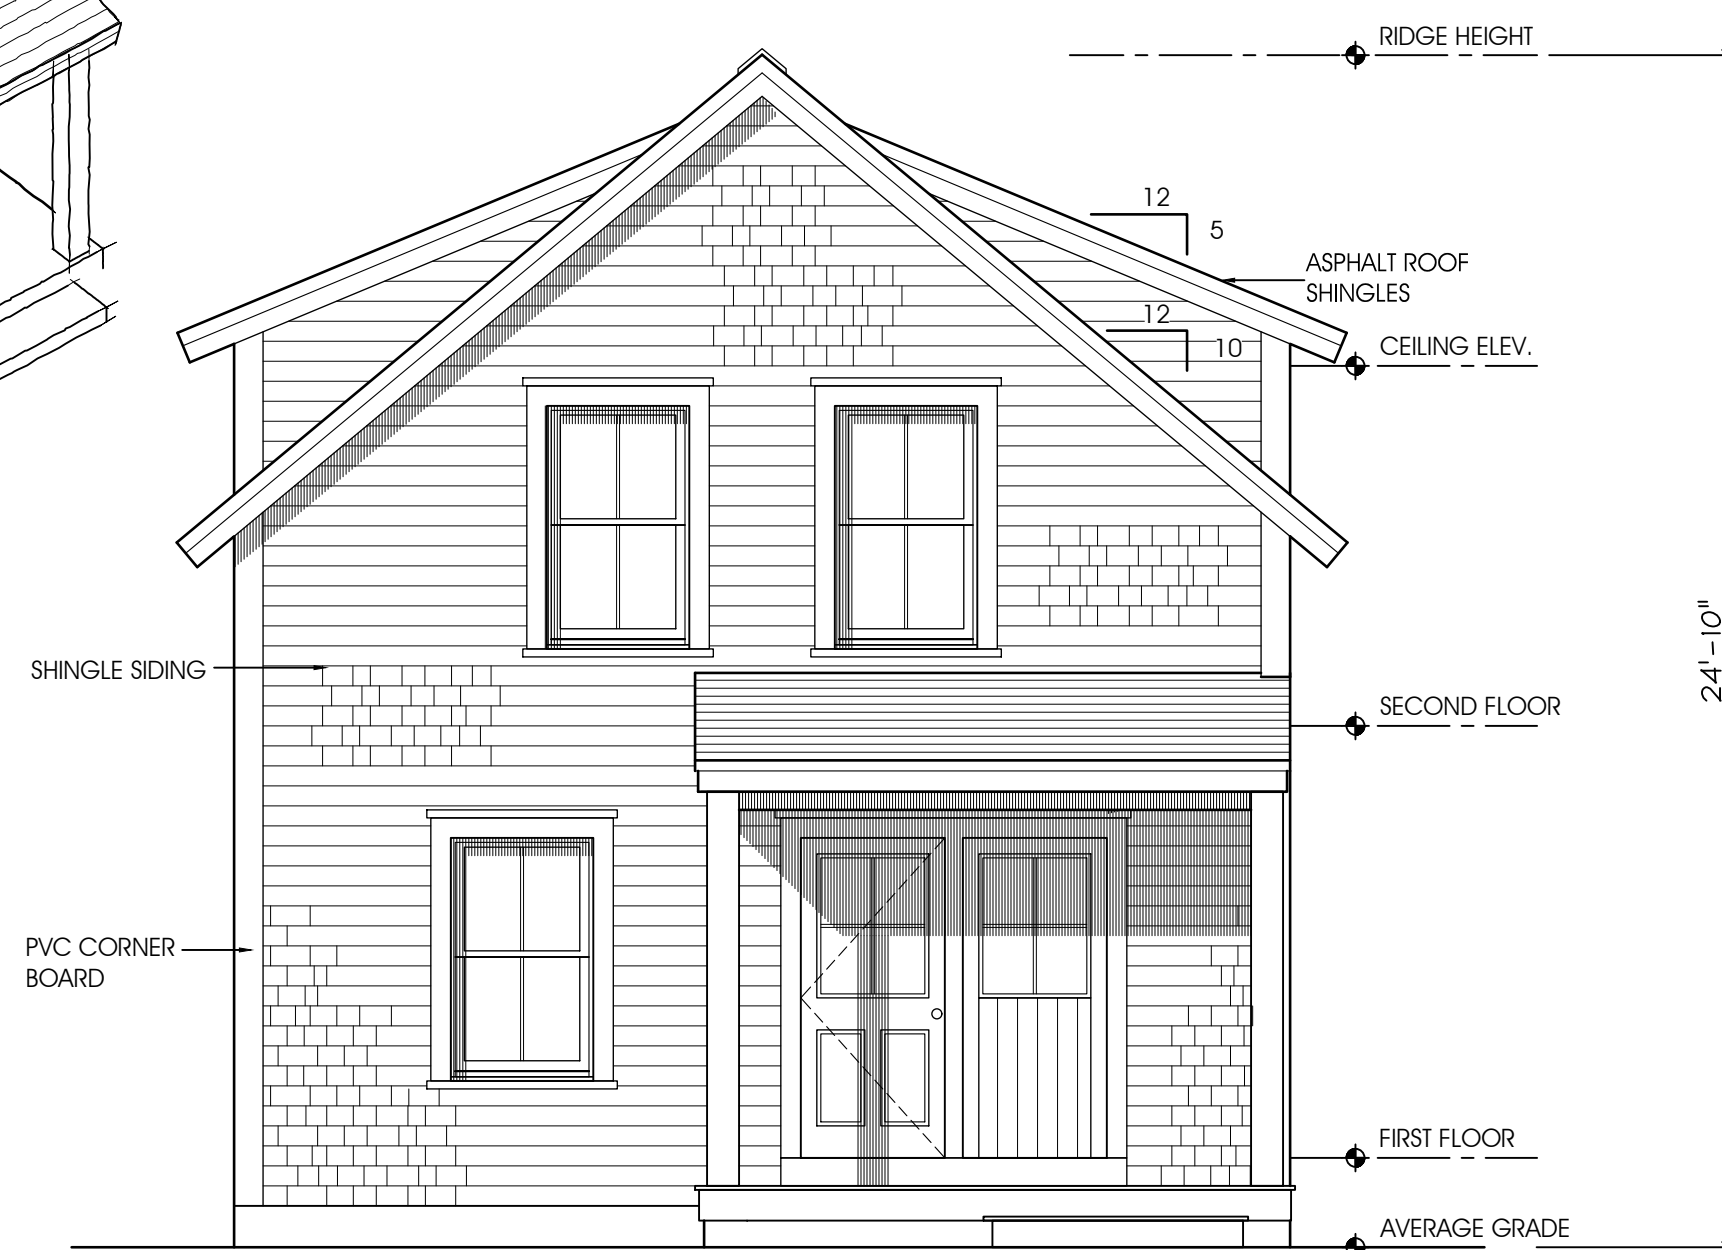 RIDGE HEIGHT
12
5
ASPHALT ROOF
SHINGLES
12
10
CEILING ELEV.
24'-10"
SHINGLE SIDING
SECOND FLOOR
PVC CORNER
BOARD
FIRST FLOOR
AVERAGE GRADE